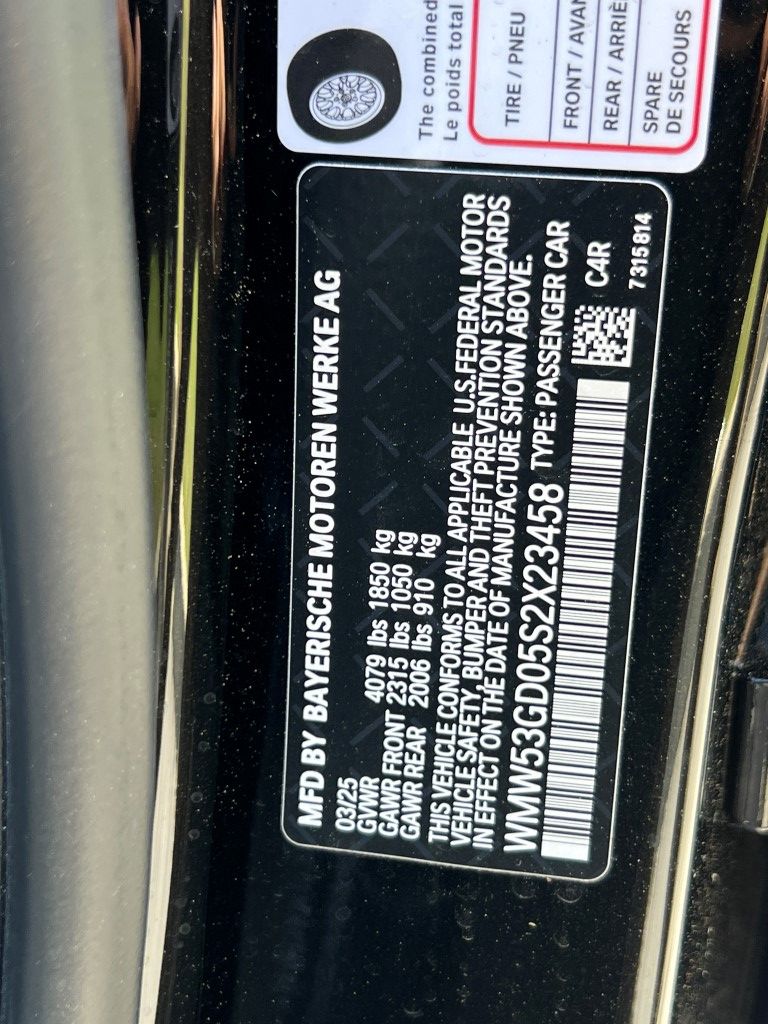 MFD BY BAYERISCHE MOTOREN WERKE AG
03/25
GVWR 4079 lbs 1850 kg
GAWR FRONT 2315 lbs 1050 kg
GAWR REAR 2006 lbs 910 kg
THIS VEHICLE CONFORMS TO ALL APPLICABLE U.S.FEDERAL MOTOR
VEHICLE SAFETY, BUMPER AND THEFT PREVENTION STANDARDS
IN EFFECT ON THE DATE OF MANUFACTURE SHOWN ABOVE.
WMW53GD05S2X23458 TYPE: PASSENGER CAR
C4R
7315814
The combined
Le poids total
TIRE / PNEU
FRONT / AVAN
REAR / ARRIÈ
SPARE
DE SECOURS